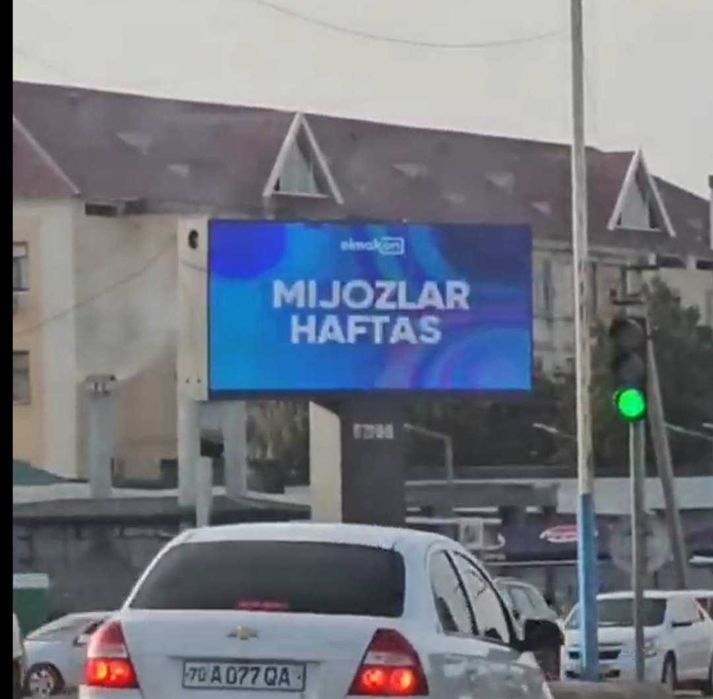 elmakon
MIJOZLAR
HAFTAS
70 A 077 QA